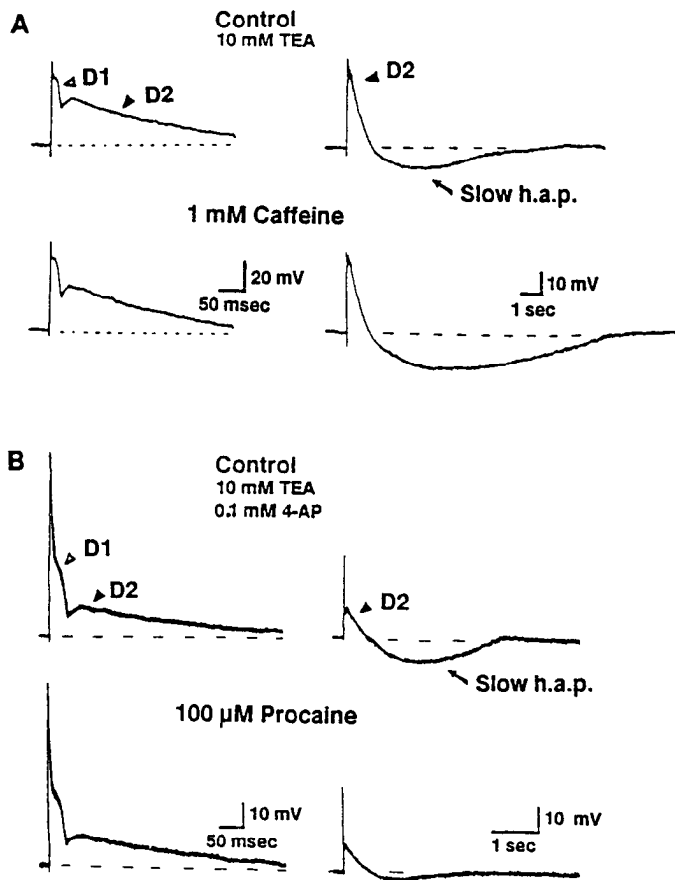 A
Control
10 mM TEA
D1
D2
D2
Slow h.a.p.
1 mM Caffeine
20 mV
50 msec
10 mV
1 sec
B
Control
10 mM TEA
0.1 mM 4-AP
D1
D2
D2
Slow h.a.p.
100 µM Procaine
10 mV
50 msec
10 mV
1 sec